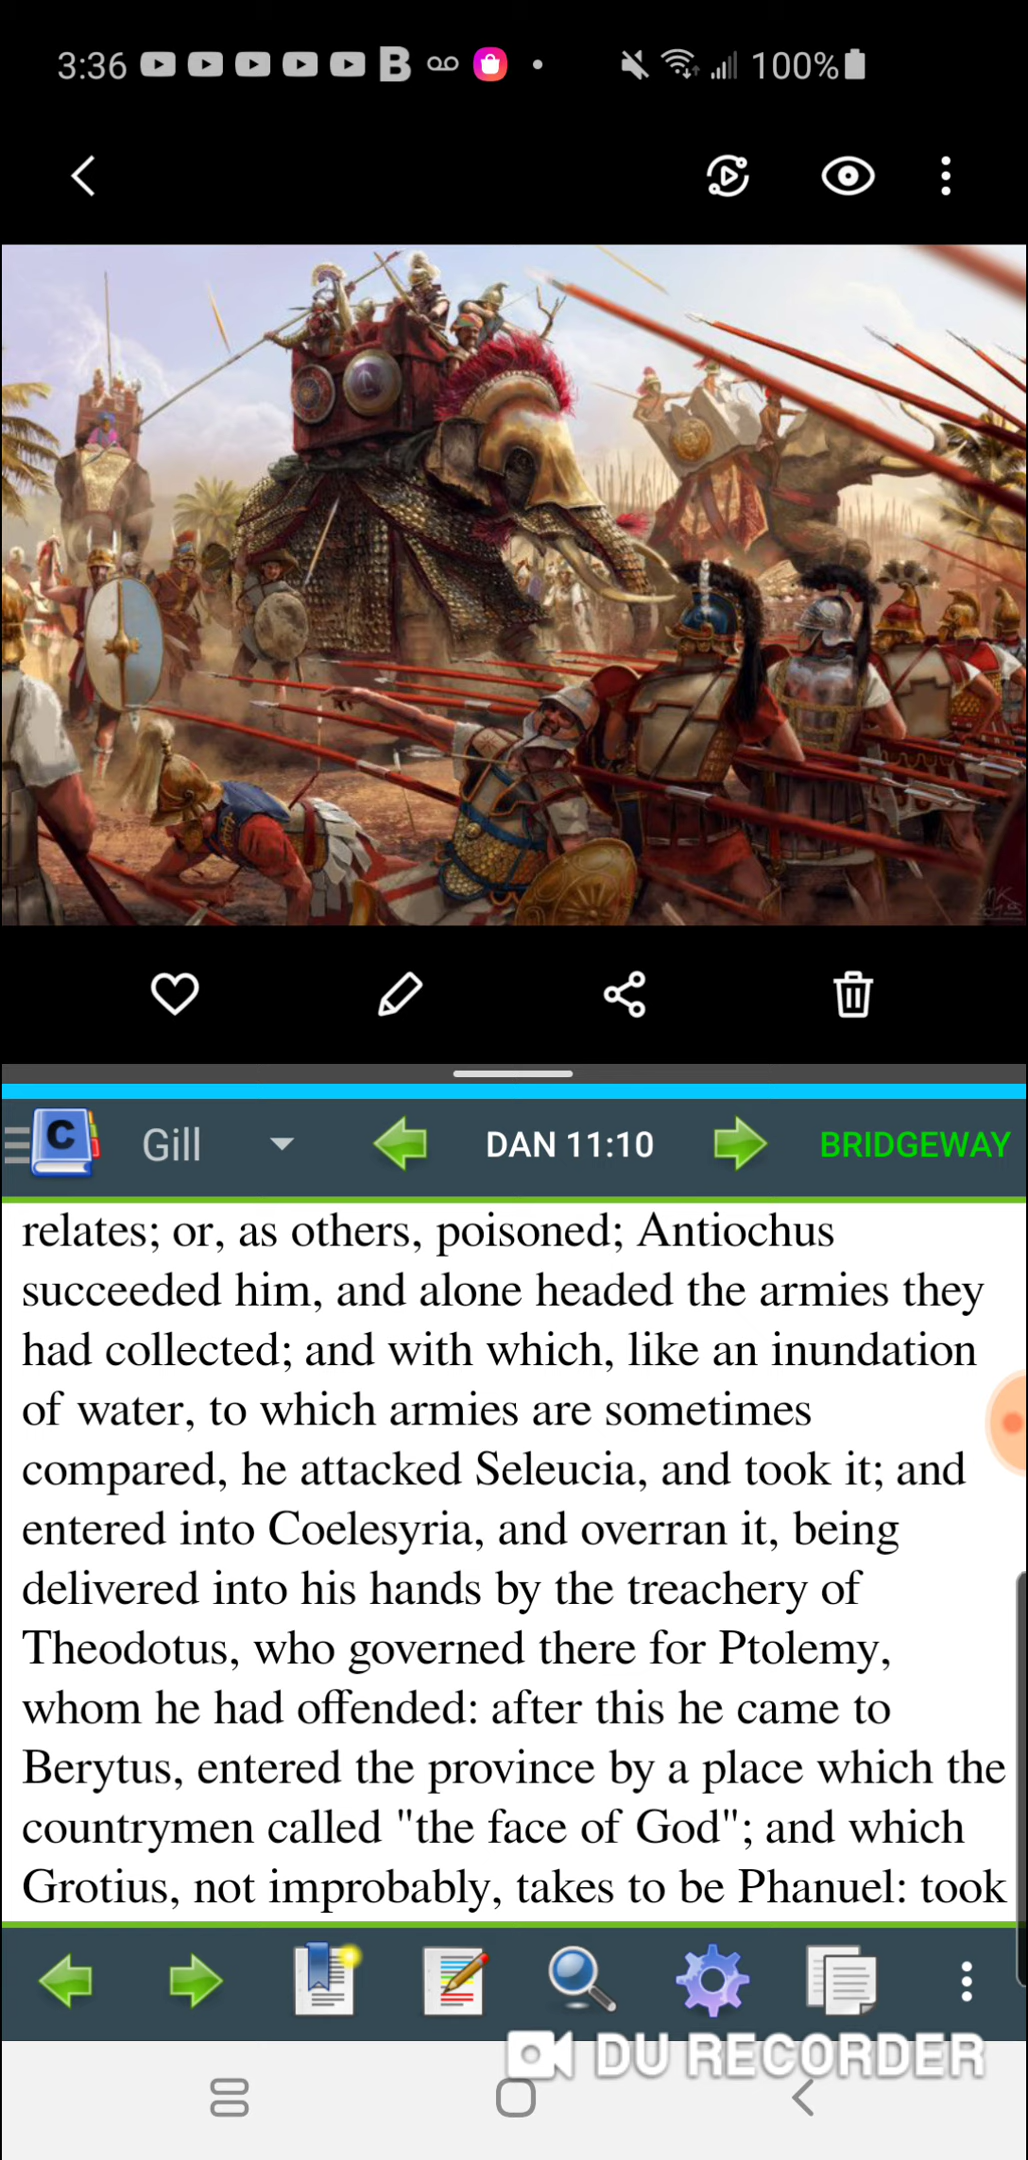 3:36
B
100%
C
Gill
DAN 11:10
BRIDGEWAY
relates; or, as others, poisoned; Antiochus
succeeded him, and alone headed the armies they
had collected; and with which, like an inundation
of water, to which armies are sometimes
compared, he attacked Seleucia, and took it; and
entered into Coelesyria, and overran it, being
delivered into his hands by the treachery of
Theodotus, who governed there for Ptolemy,
whom he had offended: after this he came to
Berytus, entered the province by a place which the
countrymen called "the face of God"; and which
Grotius, not improbably, takes to be Phanuel: took
DU RECORDER